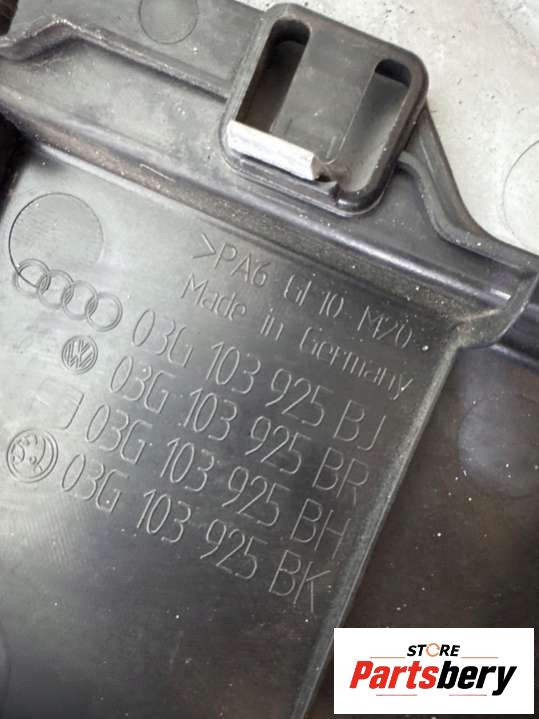 >PA6 GF10 M20
Made in Germany
03G 103 925 BJ
03G 103 925 BR
03G 103 925 BH
03G 103 925 BK
STORE
Partsbery